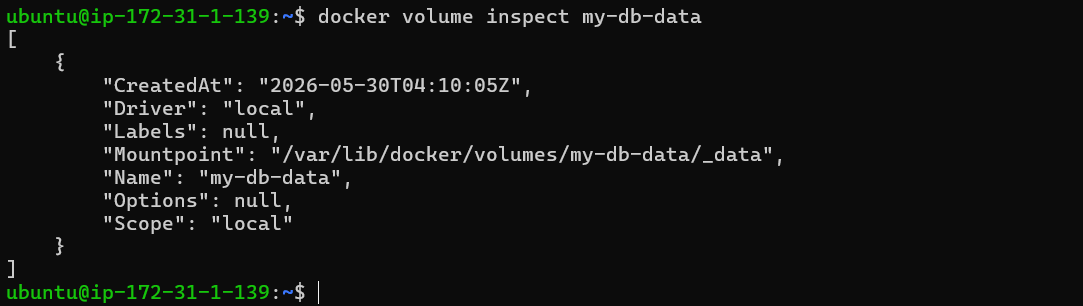 ubuntu@ip-172-31-1-139:~$ docker volume inspect my-db-data
[
    {
        "CreatedAt": "2026-05-30T04:10:05Z",
        "Driver": "local",
        "Labels": null,
        "Mountpoint": "/var/lib/docker/volumes/my-db-data/_data",
        "Name": "my-db-data",
        "Options": null,
        "Scope": "local"
    }
]
ubuntu@ip-172-31-1-139:~$